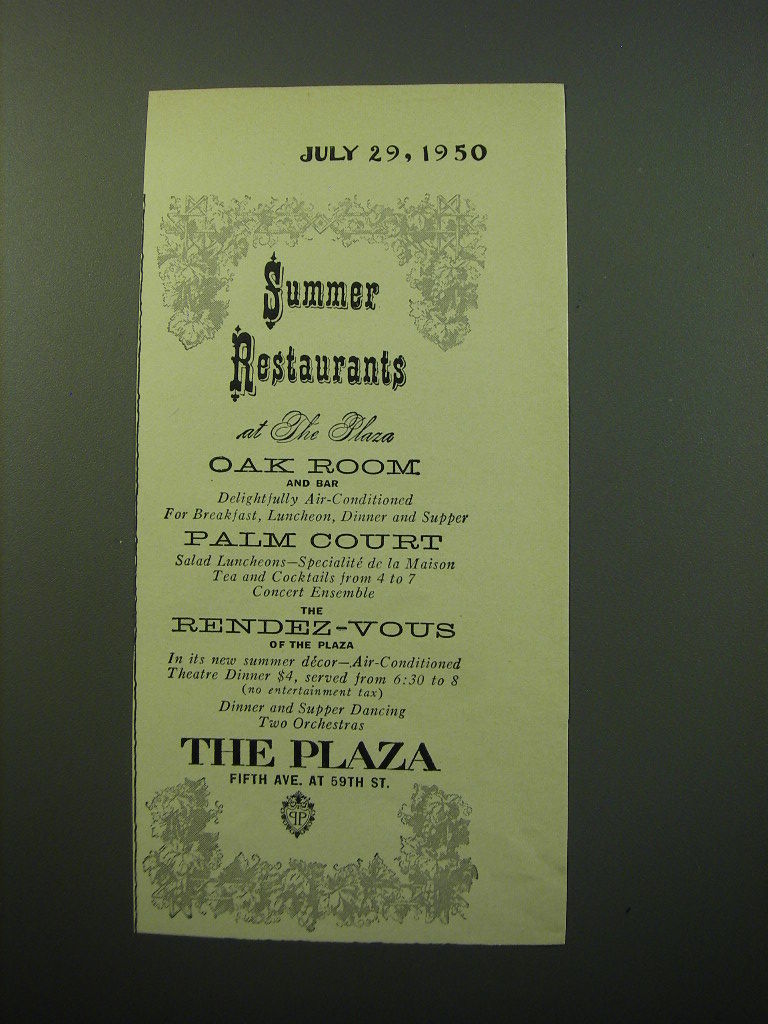 JULY 29, 1950
Summer
Restaurants
at The Plaza
OAK ROOM
AND BAR
Delightfully Air-Conditioned
For Breakfast, Luncheon, Dinner and Supper
PALM COURT
Salad Luncheons—Specialité de la Maison
Tea and Cocktails from 4 to 7
Concert Ensemble
THE
RENDEZ-VOUS
OF THE PLAZA
In its new summer décor—Air-Conditioned
Theatre Dinner $4, served from 6:30 to 8
(no entertainment tax)
Dinner and Supper Dancing
Two Orchestras
THE PLAZA
FIFTH AVE. AT 59TH ST.
PP